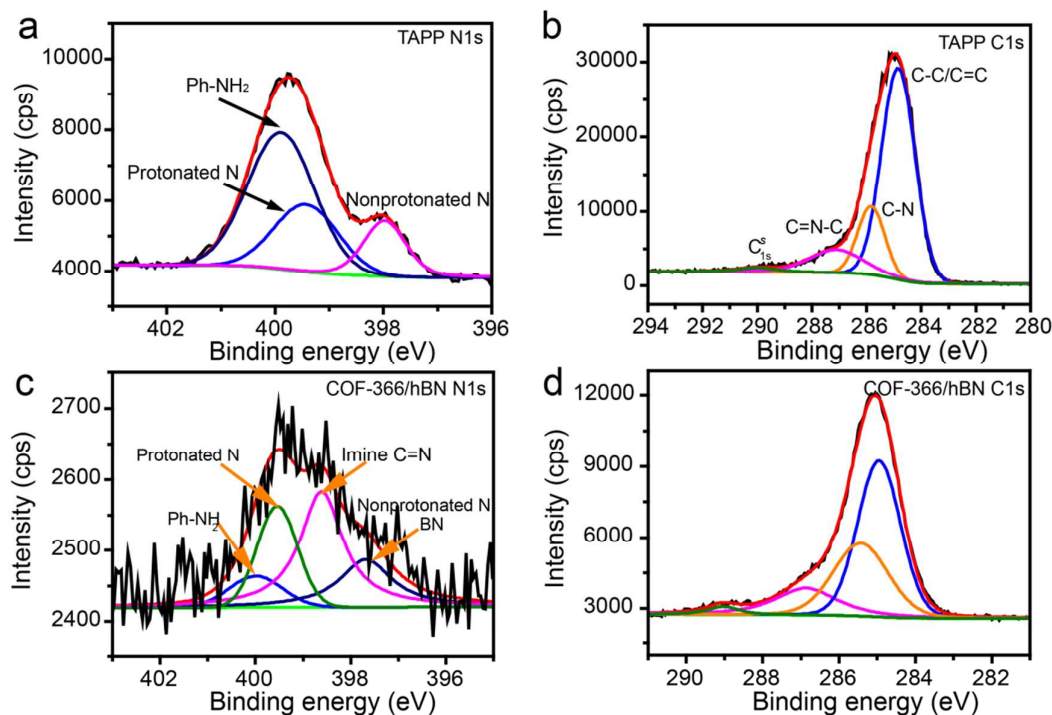 a
TAPP N1s
Intensity (cps)
10000
8000
6000
4000
Ph-NH₂
Protonated N
Nonprotonated N
402
400
398
396
Binding energy (eV)
b
TAPP C1s
Intensity (cps)
30000
20000
10000
0
C-C/C=C
C-N
C=N-C
Cˢ₁ₛ
294
292
290
288
286
284
282
280
Binding energy (eV)
c
COF-366/hBN N1s
Intensity (cps)
2700
2600
2500
2400
Protonated N
Imine C=N
Ph-NH₂
Nonprotonated N
BN
402
400
398
396
Binding energy (eV)
d
COF-366/hBN C1s
Intensity (cps)
12000
9000
6000
3000
290
288
286
284
282
Binding energy (eV)